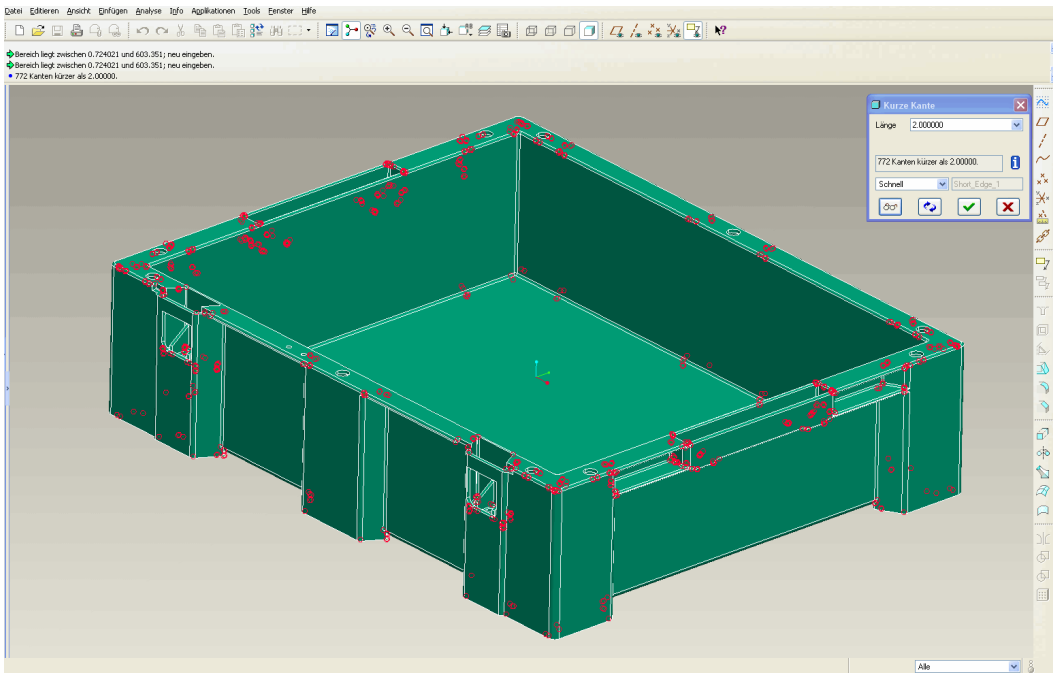 Datei Editieren Ansicht Einfügen Analyse Info Applikationen Tools Fenster Hilfe
Bereich liegt zwischen 0.724021 und 603.351; neu eingeben.
Bereich liegt zwischen 0.724021 und 603.351; neu eingeben.
772 Kanten kürzer als 2.00000.
Kurze Kante
Länge 2.000000
772 Kanten kürzer als 2.00000.
Schnell Short_Edge_1
Alle